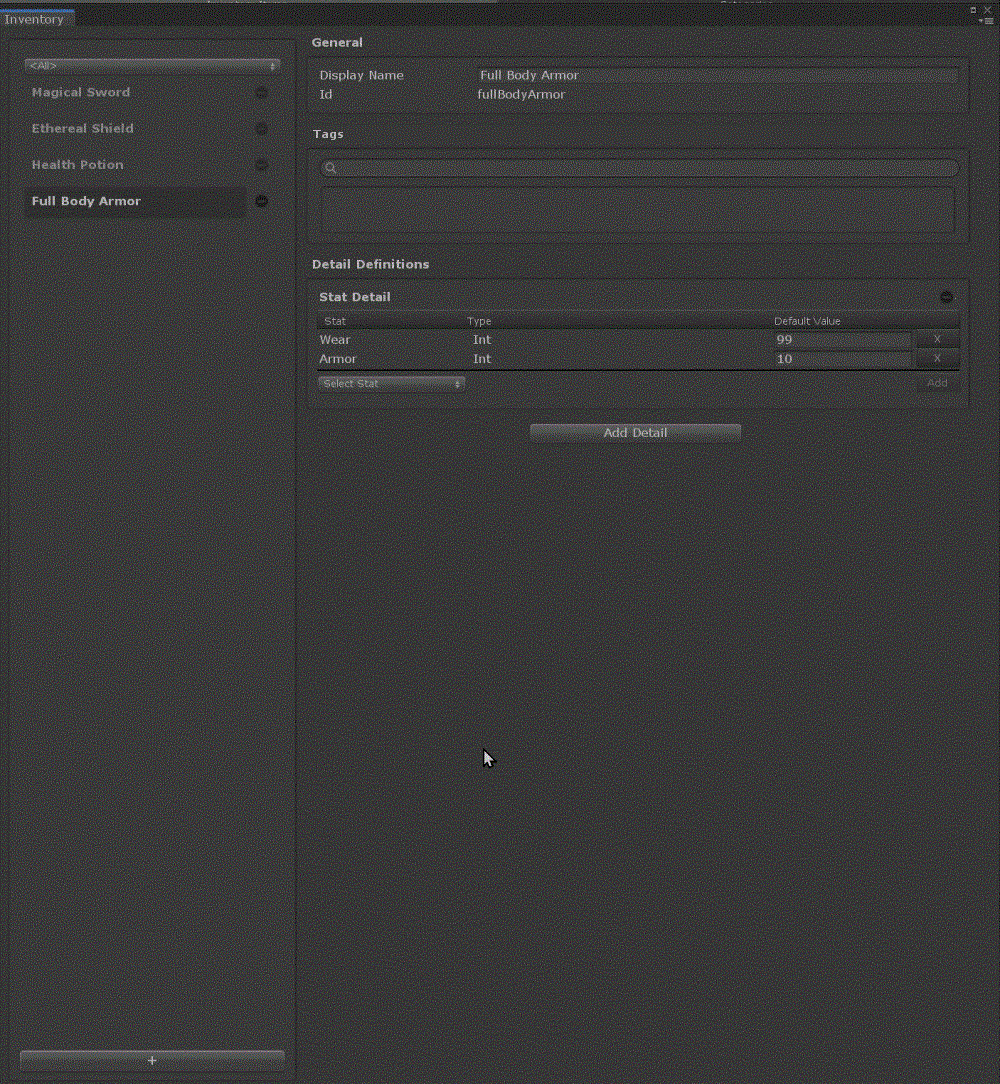 Inventory
<All>
Magical Sword
Ethereal Shield
Health Potion
Full Body Armor
+
General
Display Name Full Body Armor
Id fullBodyArmor
Tags
Detail Definitions
Stat Detail
Stat Type Default Value
Wear Int 99 X
Armor Int 10 X
Select Stat Add
Add Detail